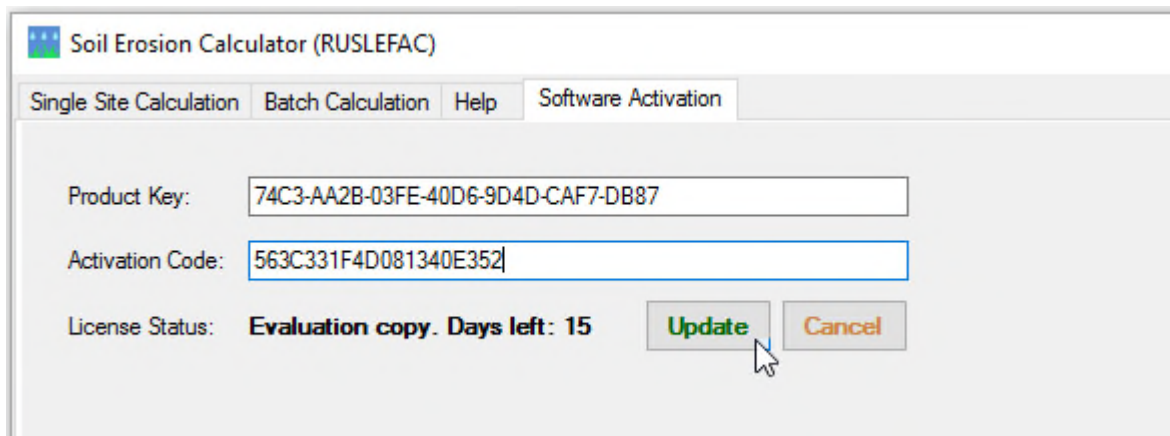 Soil Erosion Calculator (RUSLEFAC)
Single Site Calculation Batch Calculation Help Software Activation
Product Key: 74C3-AA2B-03FE-40D6-9D4D-CAF7-DB87
Activation Code: 563C331F4D081340E352
License Status: Evaluation copy. Days left: 15 Update Cancel